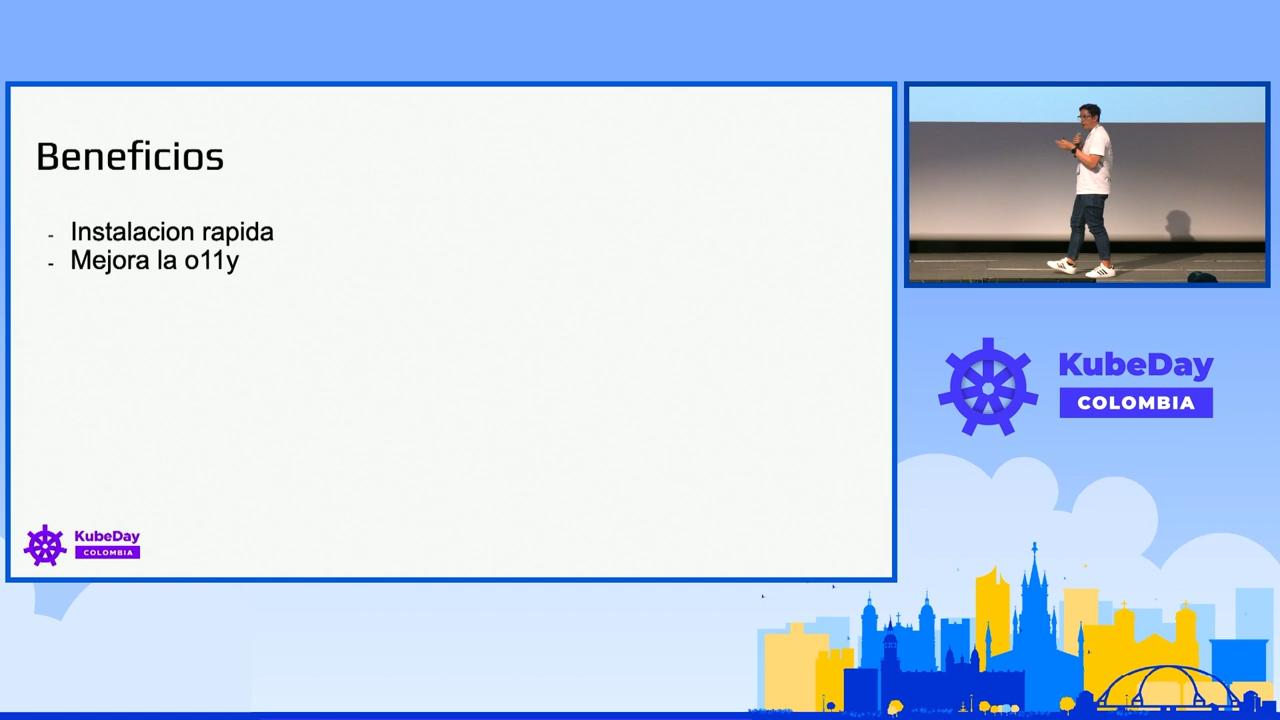 Beneficios
- Instalacion rapida
- Mejora la o11y
KubeDay
COLOMBIA
KubeDay
COLOMBIA